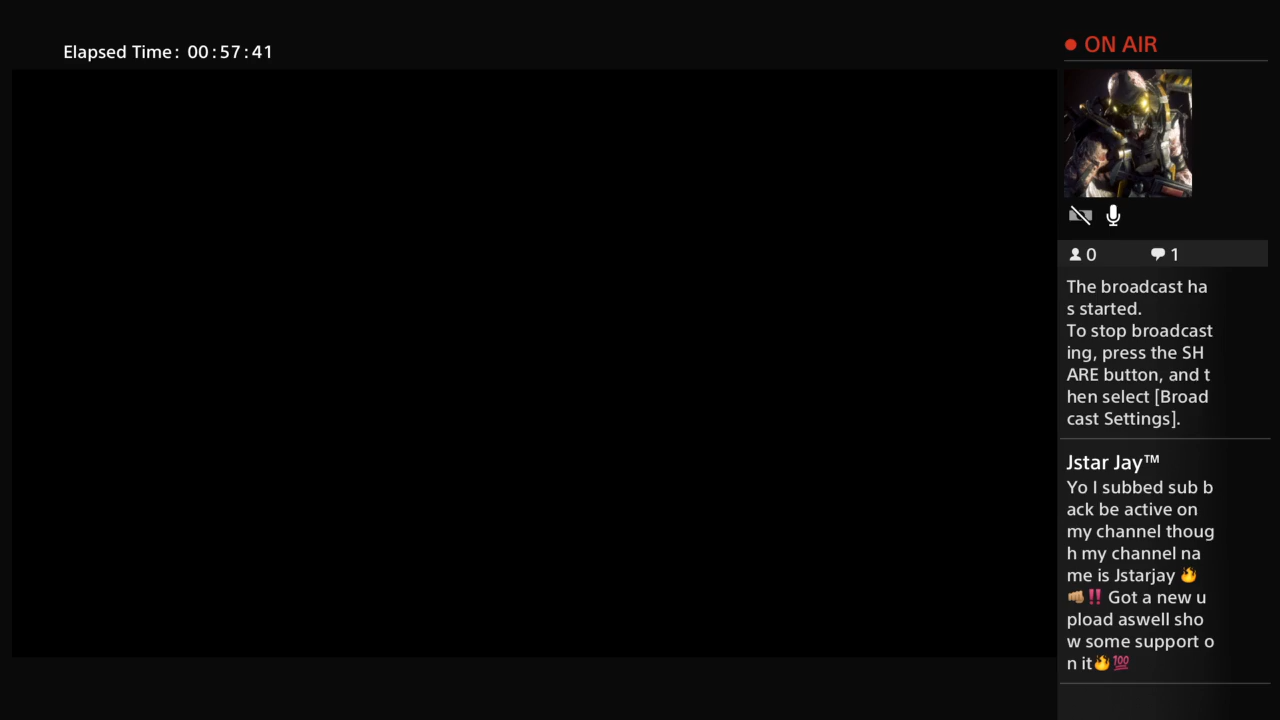 Elapsed Time: 00:57:41
ON AIR
0
1
The broadcast ha
s started.
To stop broadcast
ing, press the SH
ARE button, and t
hen select [Broad
cast Settings].
Jstar Jay™
Yo I subbed sub b
ack be active on
my channel thoug
h my channel na
me is Jstarjay 🔥
👊🏽‼️ Got a new u
pload aswell sho
w some support o
n it🔥💯